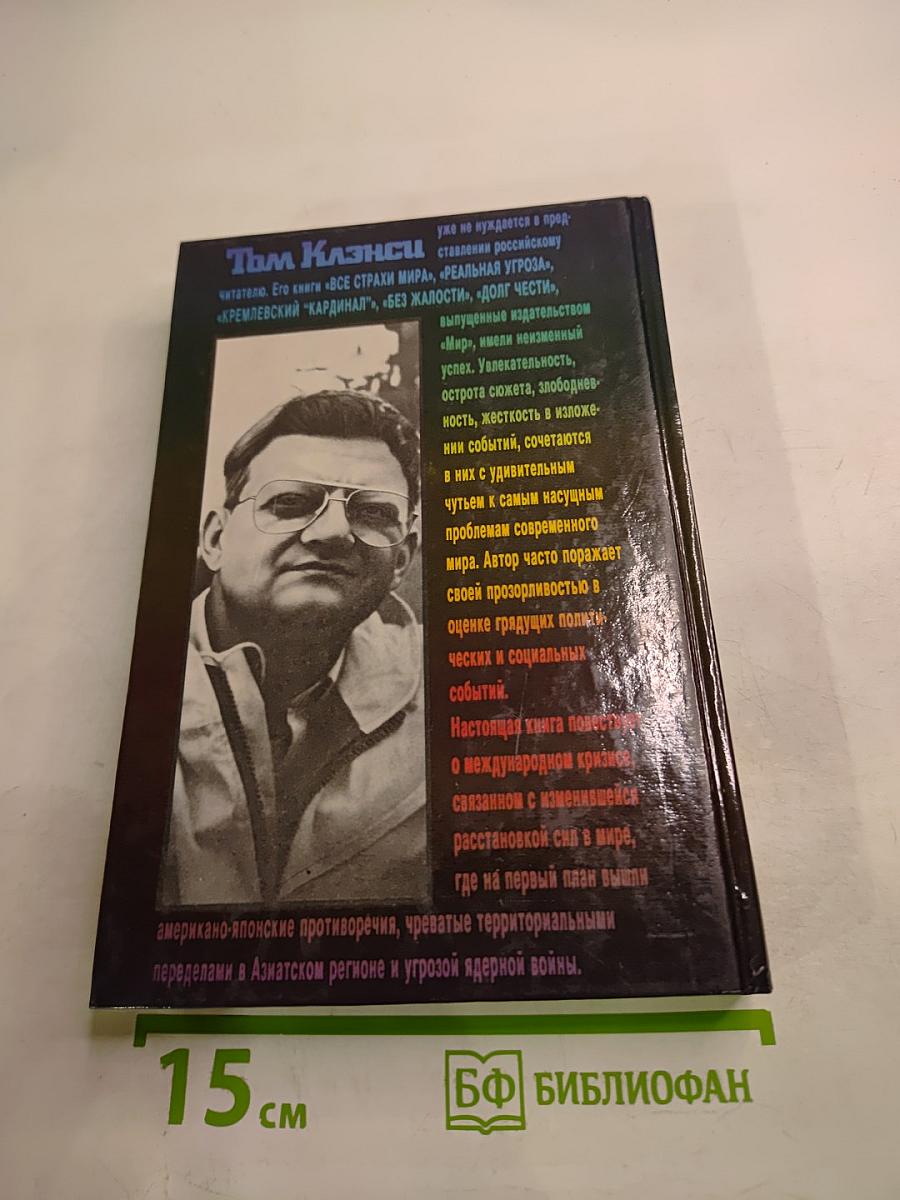 Том Клэнси уже не нуждается в пред-
ставлении российскому
читателю. Его книги «ВСЕ СТРАХИ МИРА», «РЕАЛЬНАЯ УГРОЗА»,
«КРЕМЛЕВСКИЙ "КАРДИНАЛ"», «БЕЗ ЖАЛОСТИ», «ДОЛГ ЧЕСТИ»,
выпущенные издательством
«Мир», имели неизменный
успех. Увлекательность,
острота сюжета, злободнев-
ность, жесткость в изложе-
нии событий, сочетаются
в них с удивительным
чутьем к самым насущным
проблемам современного
мира. Автор часто поражает
своей прозорливостью в
оценке грядущих полити-
ческих и социальных
событий.
Настоящая книга повествует
о международном кризисе,
связанном с изменившейся
расстановкой сил в мире,
где на первый план вышли
американо-японские противоречия, чреватые территориальными
переделами в Азиатском регионе и угрозой ядерной войны.
15 см
БФ БИБЛИОФАН